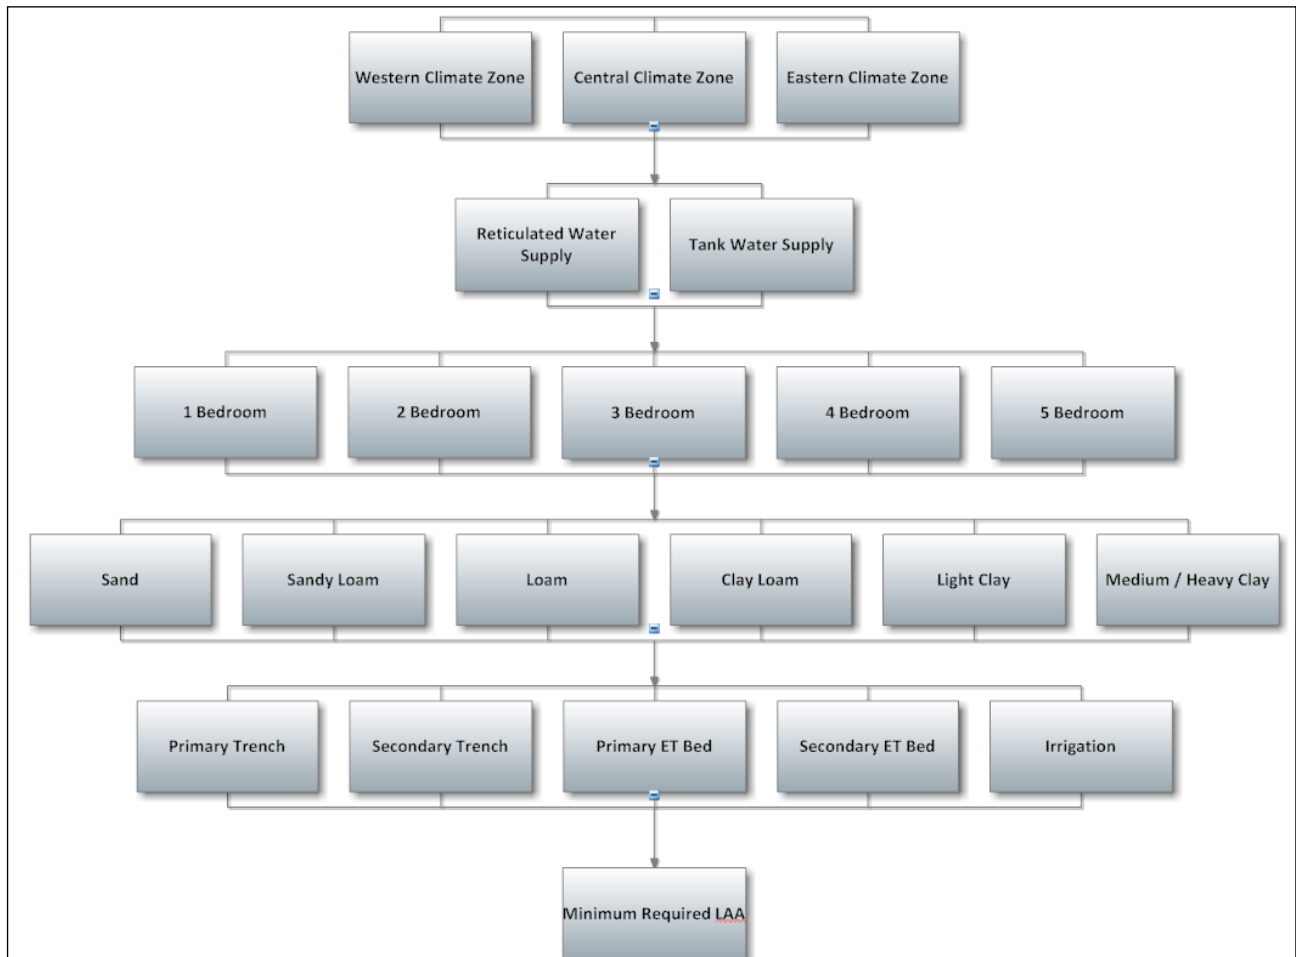 Western Climate Zone
Central Climate Zone
Eastern Climate Zone
Reticulated Water
Supply
Tank Water Supply
1 Bedroom
2 Bedroom
3 Bedroom
4 Bedroom
5 Bedroom
Sand
Sandy Loam
Loam
Clay Loam
Light Clay
Medium / Heavy Clay
Primary Trench
Secondary Trench
Primary ET Bed
Secondary ET Bed
Irrigation
Minimum Required LAA